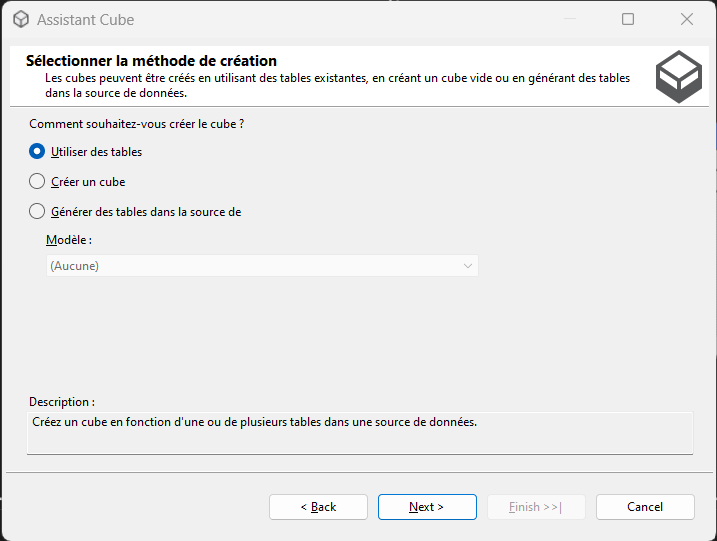 Assistant Cube
Sélectionner la méthode de création
Les cubes peuvent être créés en utilisant des tables existantes, en créant un cube vide ou en générant des tables
dans la source de données.
Comment souhaitez-vous créer le cube ?
Utiliser des tables
Créer un cube
Générer des tables dans la source de
Modèle :
(Aucune)
Description :
Créez un cube en fonction d'une ou de plusieurs tables dans une source de données.
< Back
Next >
Finish >>|
Cancel